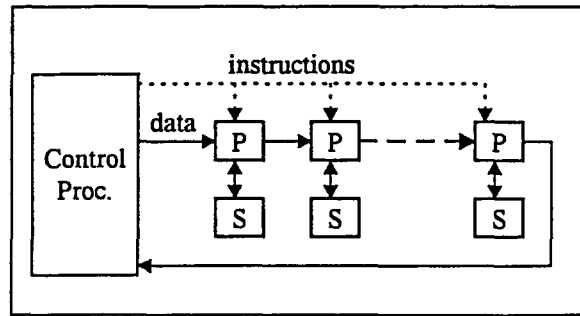 instructions
data
P P P
Control
Proc.
S S S